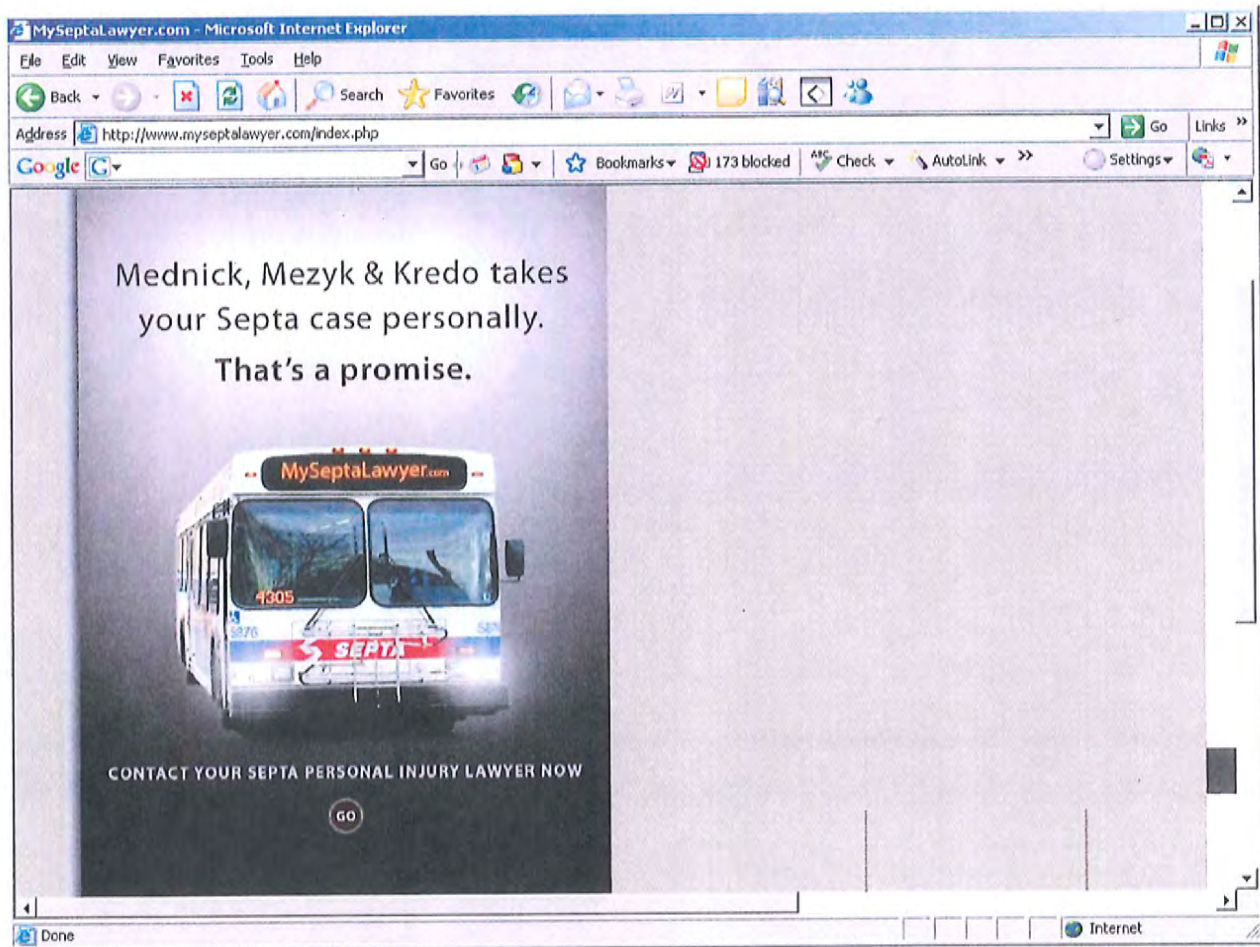 MySeptaLawyer.com - Microsoft Internet Explorer
File Edit View Favorites Tools Help
Back Search Favorites
Address http://www.myseptalawyer.com/index.php Go Links »
Google G Go Bookmarks 173 blocked ABC Check AutoLink » Settings
Mednick, Mezyk & Kredo takes
your Septa case personally.
That's a promise.
MySeptaLawyer.com
4305
5876
SEPTA
CONTACT YOUR SEPTA PERSONAL INJURY LAWYER NOW
GO
Done Internet